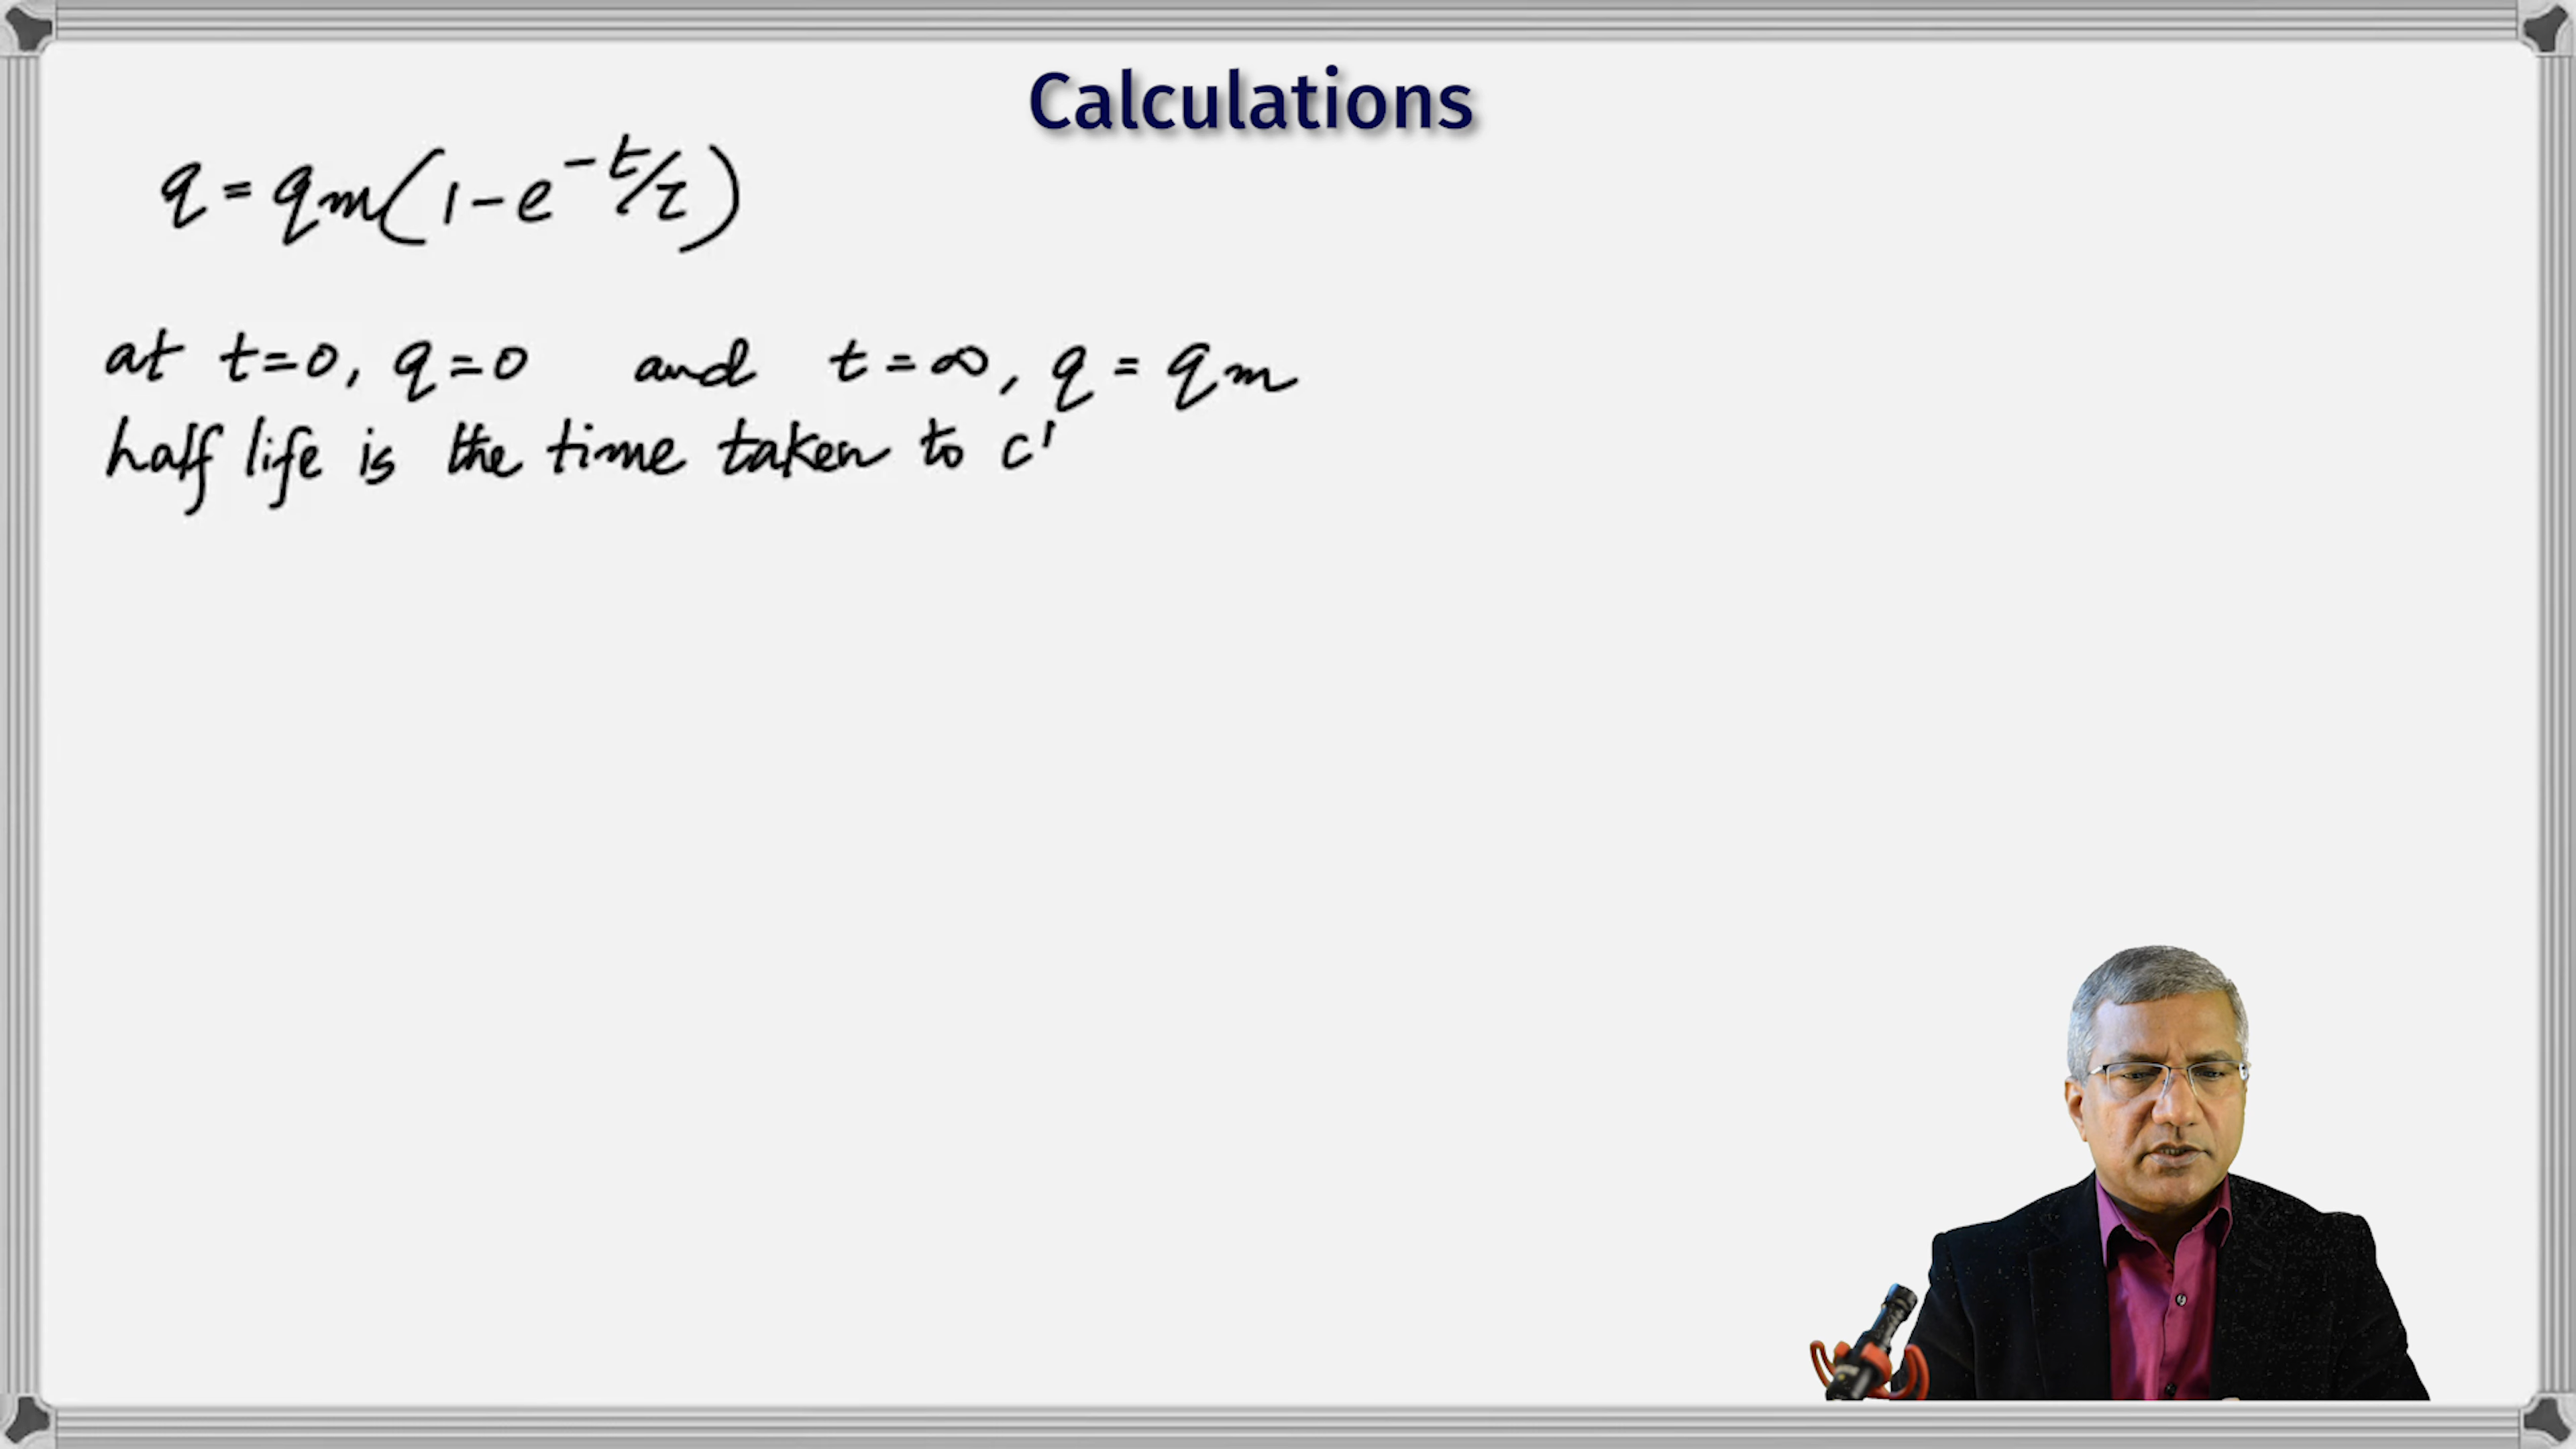 Calculations
q = qm(1-e^-t/τ)
at t=0, q=0 and t=∞, q = qm
half life is the time taken to c